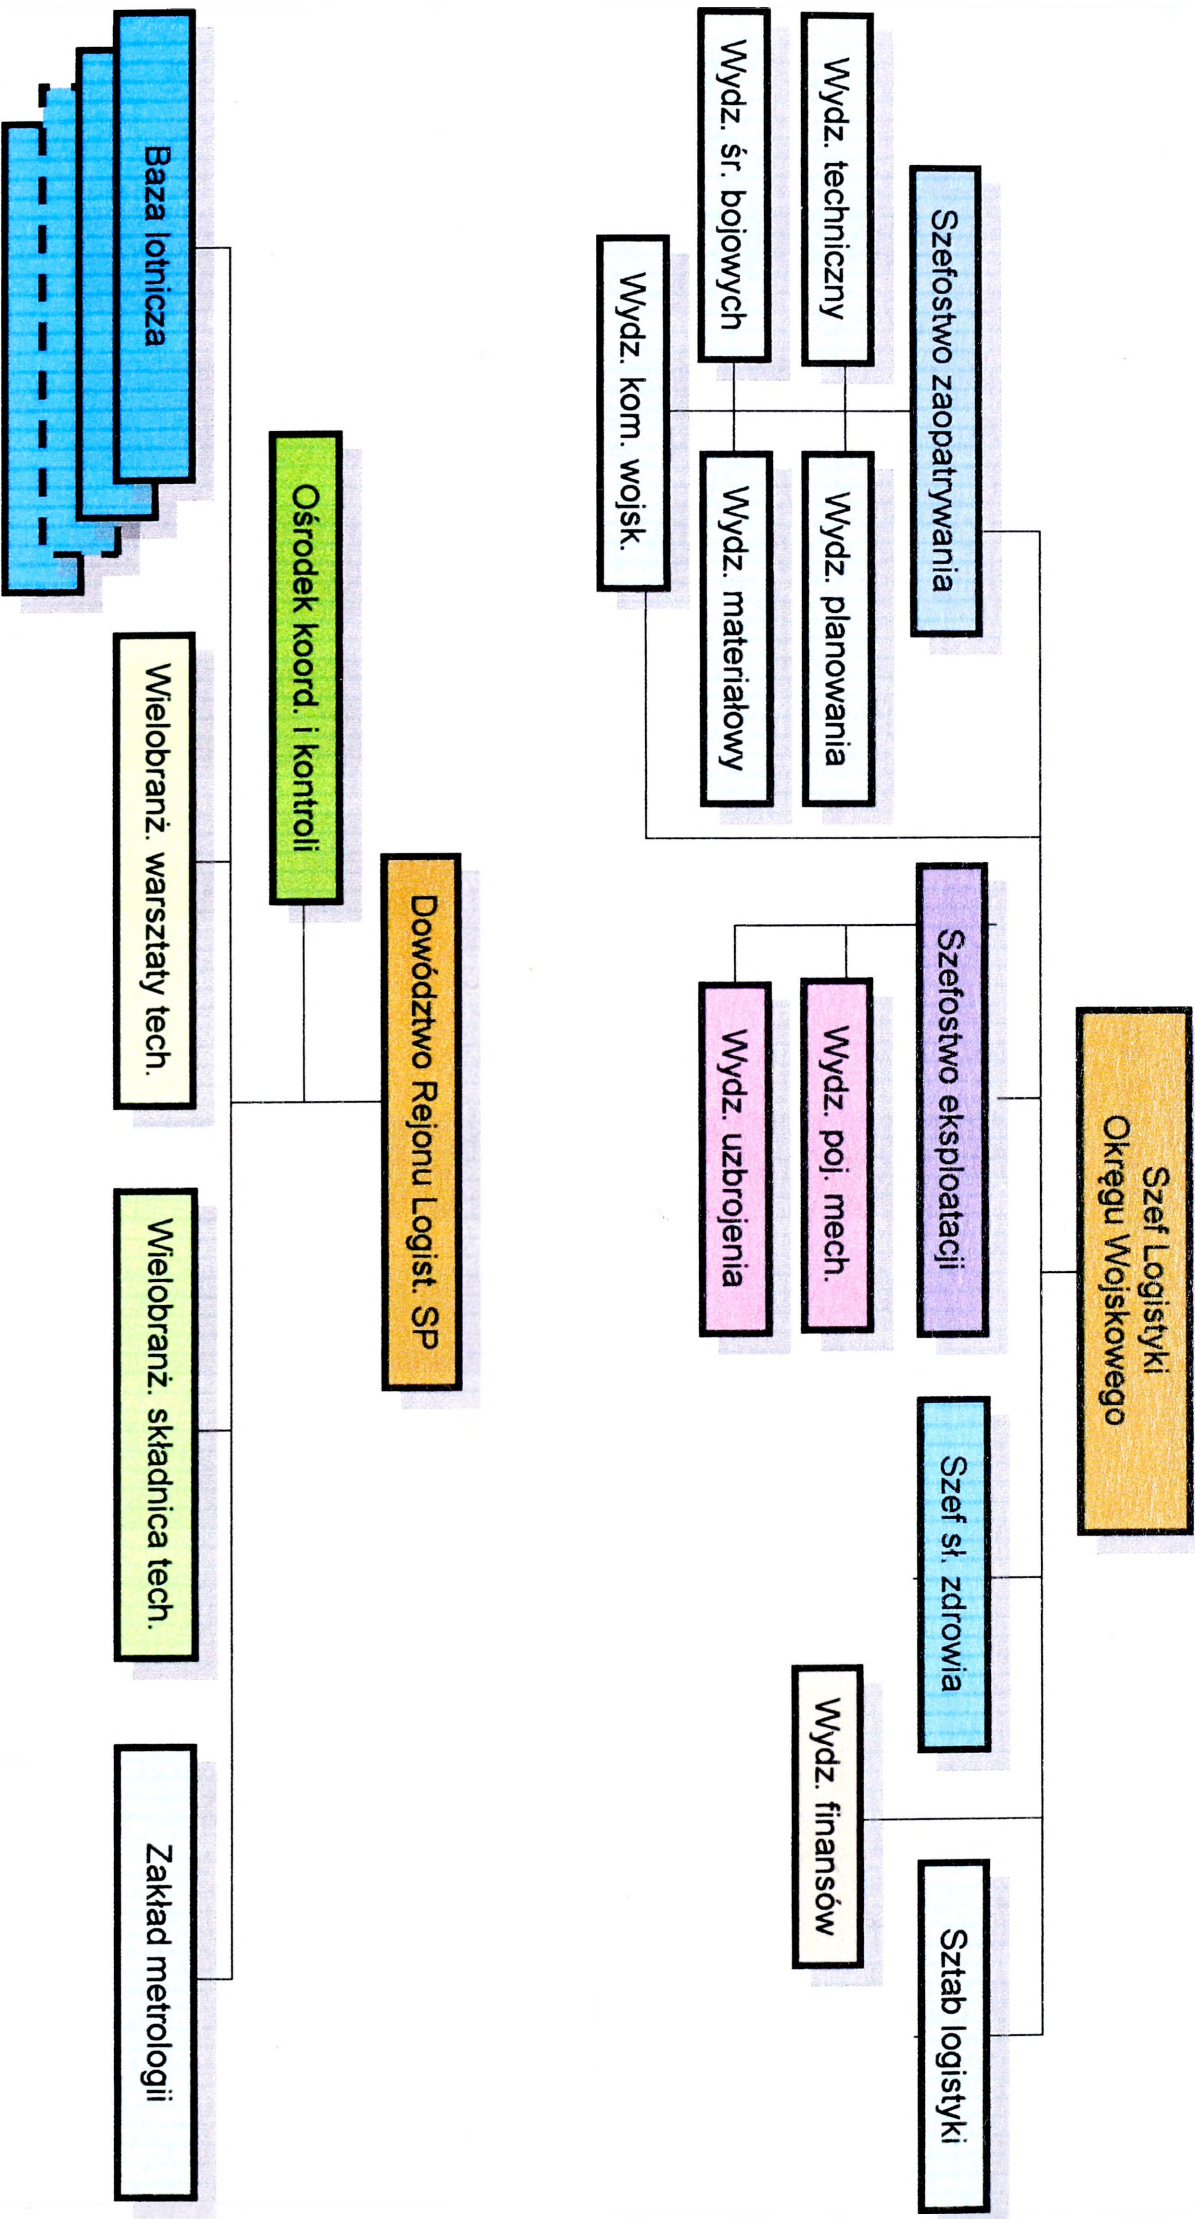 Szef Logistyki
Okręgu Wojskowego
Szefostwo zaopatrywania
Szefostwo eksploatacji
Szef sł. zdrowia
Sztab logistyki
Wydz. techniczny
Wydz. planowania
Wydz. poj. mech.
Wydz. finansów
Wydz. śr. bojowych
Wydz. materiałowy
Wydz. uzbrojenia
Wydz. kom. wojsk.
Dowództwo Rejonu Logist. SP
Ośrodek koord. i kontroli
Baza lotnicza
Wielobranż. warsztaty tech.
Wielobranż. składnica tech.
Zakład metrologii